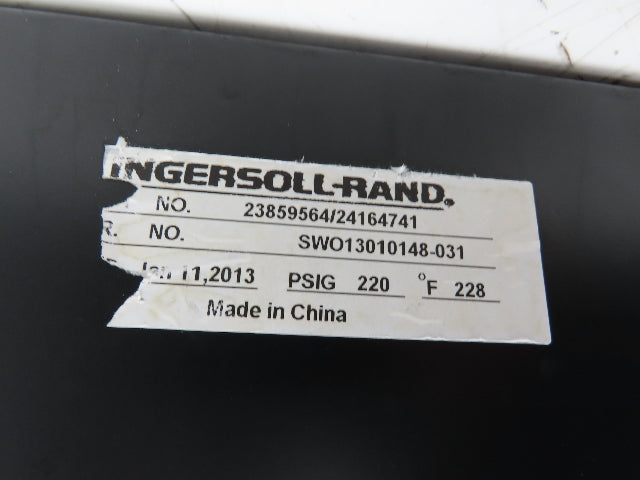 INGERSOLL-RAND.
NO. 23859564/24164741
R. NO. SWO13010148-031
Jan 11,2013 PSIG 220 °F 228
Made in China